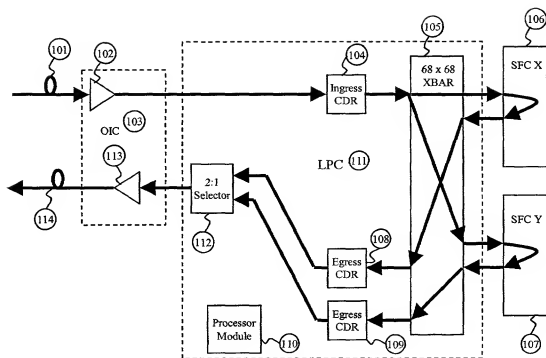 101
102
OIC
103
113
114
104
Ingress
CDR
105
68 x 68
XBAR
LPC
111
106
SFC X
SFC Y
107
2:1
Selector
112
Egress
CDR
108
Egress
CDR
109
Processor
Module
110